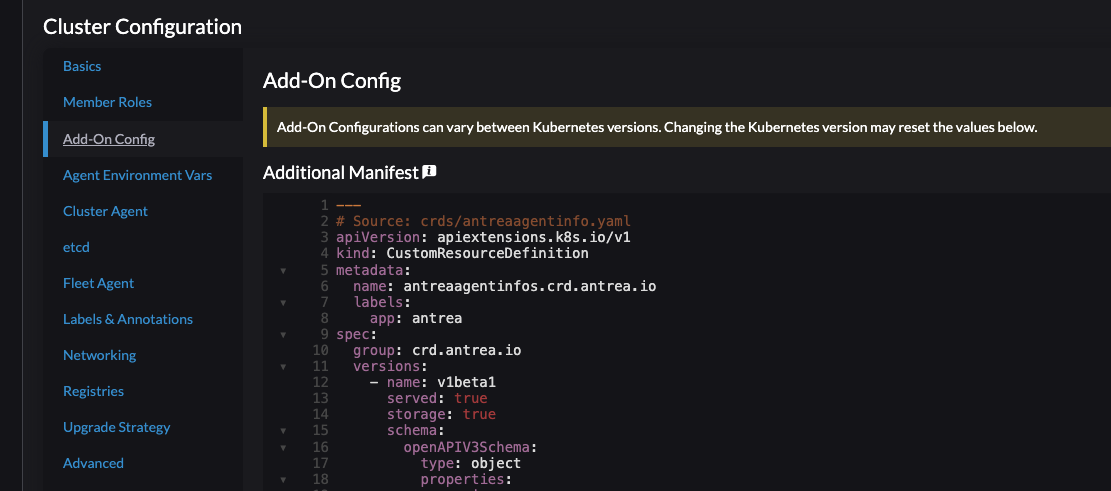 Cluster Configuration
Basics
Member Roles
Add-On Config
Agent Environment Vars
Cluster Agent
etcd
Fleet Agent
Labels & Annotations
Networking
Registries
Upgrade Strategy
Advanced
Add-On Config
Add-On Configurations can vary between Kubernetes versions. Changing the Kubernetes version may reset the values below.
Additional Manifest
1 ---
2 # Source: crds/antreaagentinfo.yaml
3 apiVersion: apiextensions.k8s.io/v1
4 kind: CustomResourceDefinition
5 metadata:
6   name: antreaagentinfos.crd.antrea.io
7   labels:
8     app: antrea
9 spec:
10   group: crd.antrea.io
11   versions:
12     - name: v1beta1
13       served: true
14       storage: true
15       schema:
16         openAPIV3Schema:
17           type: object
18           properties: